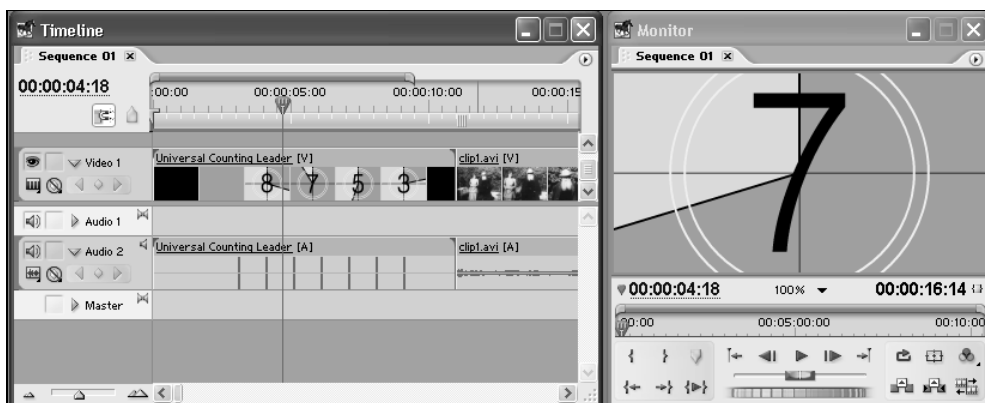 Timeline
Sequence 01
00:00:04:18
:00:00 00:00:05:00 00:00:10:00 00:00:15
Video 1
Universal Counting Leader [V] clip1.avi [V]
8 7 5 3
Audio 1
Audio 2
Universal Counting Leader [A] clip1.avi [A]
Master
Monitor
Sequence 01
7
00:00:04:18 100% 00:00:16:14
00:00 00:05:00:00 00:10:00